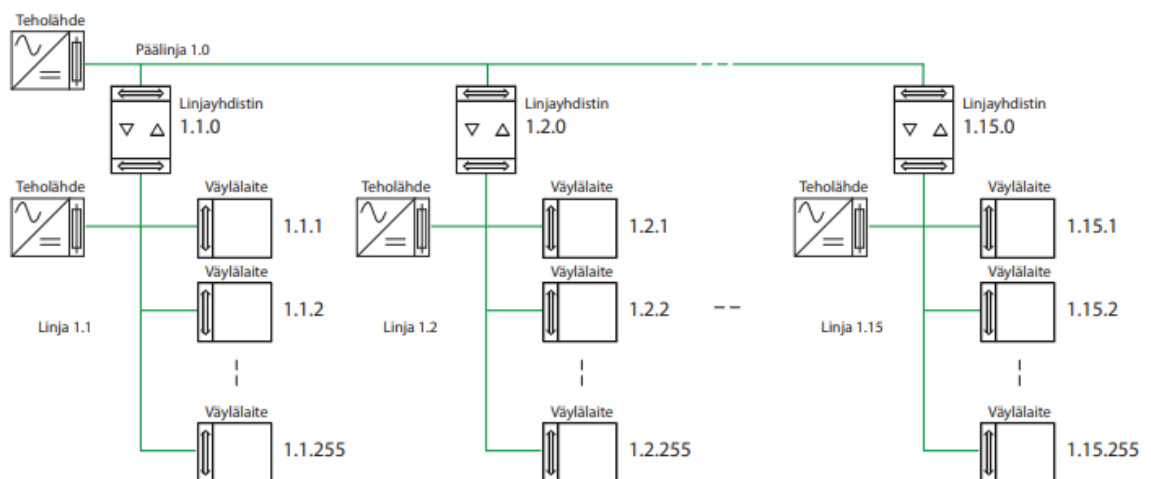 Teholähde
Päälinja 1.0
Linjayhdistin
1.1.0
Linjayhdistin
1.2.0
Linjayhdistin
1.15.0
Teholähde
Väylälaite
1.1.1
Väylälaite
1.1.2
Linja 1.1
Väylälaite
1.1.255
Teholähde
Väylälaite
1.2.1
Väylälaite
1.2.2
Linja 1.2
Väylälaite
1.2.255
Teholähde
Väylälaite
1.15.1
Väylälaite
1.15.2
Linja 1.15
Väylälaite
1.15.255